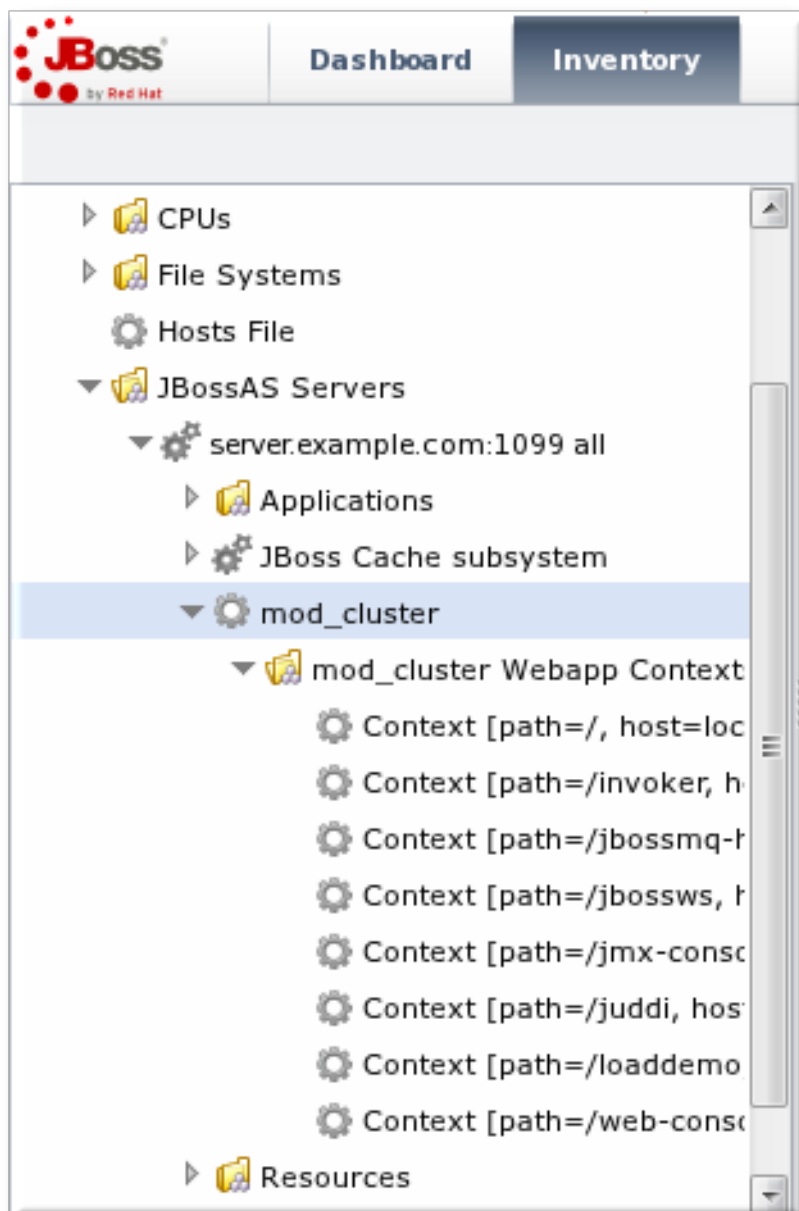 JBoss
by Red Hat
Dashboard
Inventory
CPUs
File Systems
Hosts File
JBossAS Servers
server.example.com:1099 all
Applications
JBoss Cache subsystem
mod_cluster
mod_cluster Webapp Context
Context [path=/, host=loc
Context [path=/invoker, h
Context [path=/jbossmq-h
Context [path=/jbossws, h
Context [path=/jmx-conso
Context [path=/juddi, hos
Context [path=/loaddemo,
Context [path=/web-conso
Resources